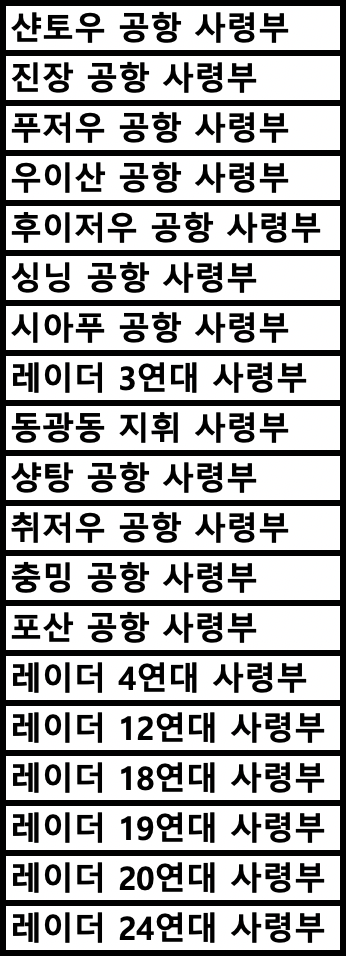 샨토우 공항 사령부
진장 공항 사령부
푸저우 공항 사령부
우이산 공항 사령부
후이저우 공항 사령부
싱닝 공항 사령부
시아푸 공항 사령부
레이더 3연대 사령부
동광동 지휘 사령부
샹탕 공항 사령부
취저우 공항 사령부
충밍 공항 사령부
포산 공항 사령부
레이더 4연대 사령부
레이더 12연대 사령부
레이더 18연대 사령부
레이더 19연대 사령부
레이더 20연대 사령부
레이더 24연대 사령부